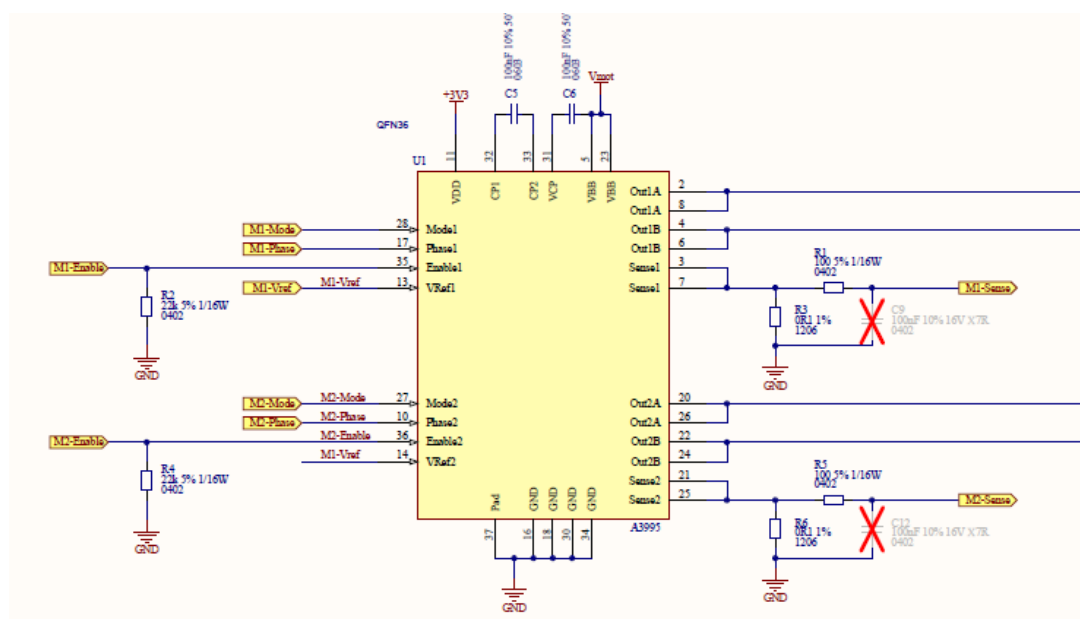 100nF 10% 50V
0603
C5
100nF 10% 50V
0603
C6
Vmot
+3V3
QFN36
U1
11
32
33
31
5
23
VDD
CP1
CP2
VCP
VBB
VBB
M1-Mode
28
Mode1
M1-Phase
17
Phase1
M1-Enable
35
Enable1
M1-Vref
M1-Vref
13
VRef1
R2
22k 5% 1/16W
0402
GND
M2-Mode
M2-Mode
27
Mode2
M2-Phase
M2-Phase
10
Phase2
M2-Enable
M2-Enable
36
Enable2
M1-Vref
14
VRef2
R4
22k 5% 1/16W
0402
GND
Out1A
2
Out1A
8
Out1B
4
Out1B
6
Sense1
3
Sense1
7
R1
100 5% 1/16W
0402
M1-Sense
R3
0R1 1%
1206
C9
100nF 10% 16V X7R
0402
GND
Out2A
20
Out2A
26
Out2B
22
Out2B
24
Sense2
21
Sense2
25
R5
100 5% 1/16W
0402
M2-Sense
R6
0R1 1%
1206
C12
100nF 10% 16V X7R
0402
GND
Pad
GND
GND
GND
GND
37
16
18
30
34
A3995
GND